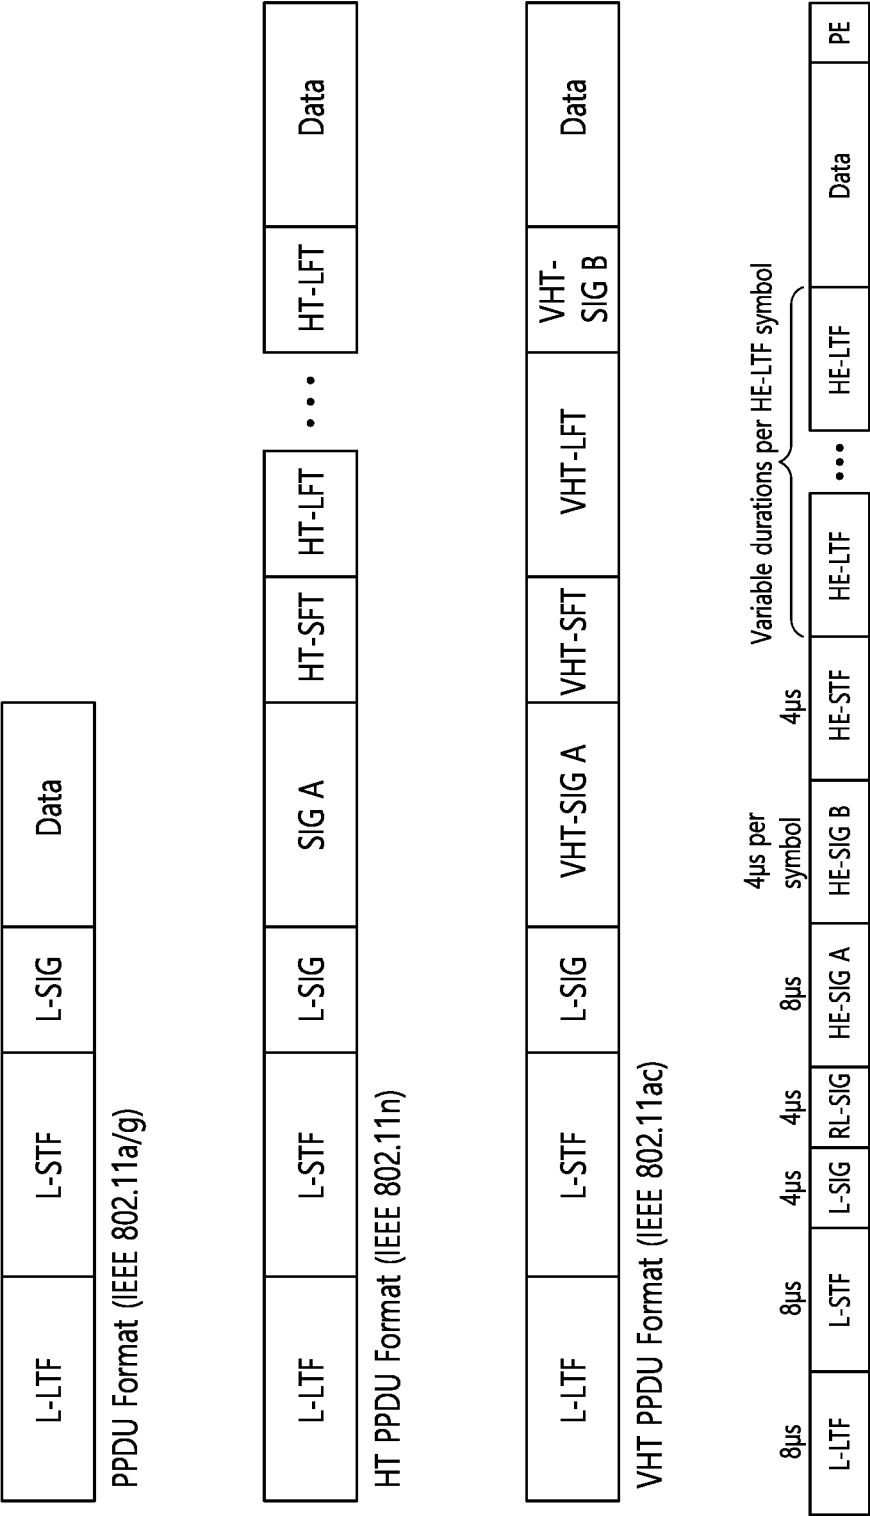 L-LTF
L-STF
L-SIG
Data
PPDU Format (IEEE 802.11a/g)
L-LTF
L-STF
L-SIG
SIG A
HT-SFT
HT-LFT
...
HT-LFT
Data
HT PPDU Format (IEEE 802.11n)
L-LTF
L-STF
L-SIG
VHT-SIG A
VHT-SFT
VHT-LFT
VHT-
SIG B
Data
VHT PPDU Format (IEEE 802.11ac)
8µs
8µs
4µs
4µs
8µs
4µs per
symbol
4µs
Variable durations per HE-LTF symbol
L-LTF
L-STF
L-SIG
RL-SIG
HE-SIG A
HE-SIG B
HE-STF
HE-LTF
...
HE-LTF
Data
PE